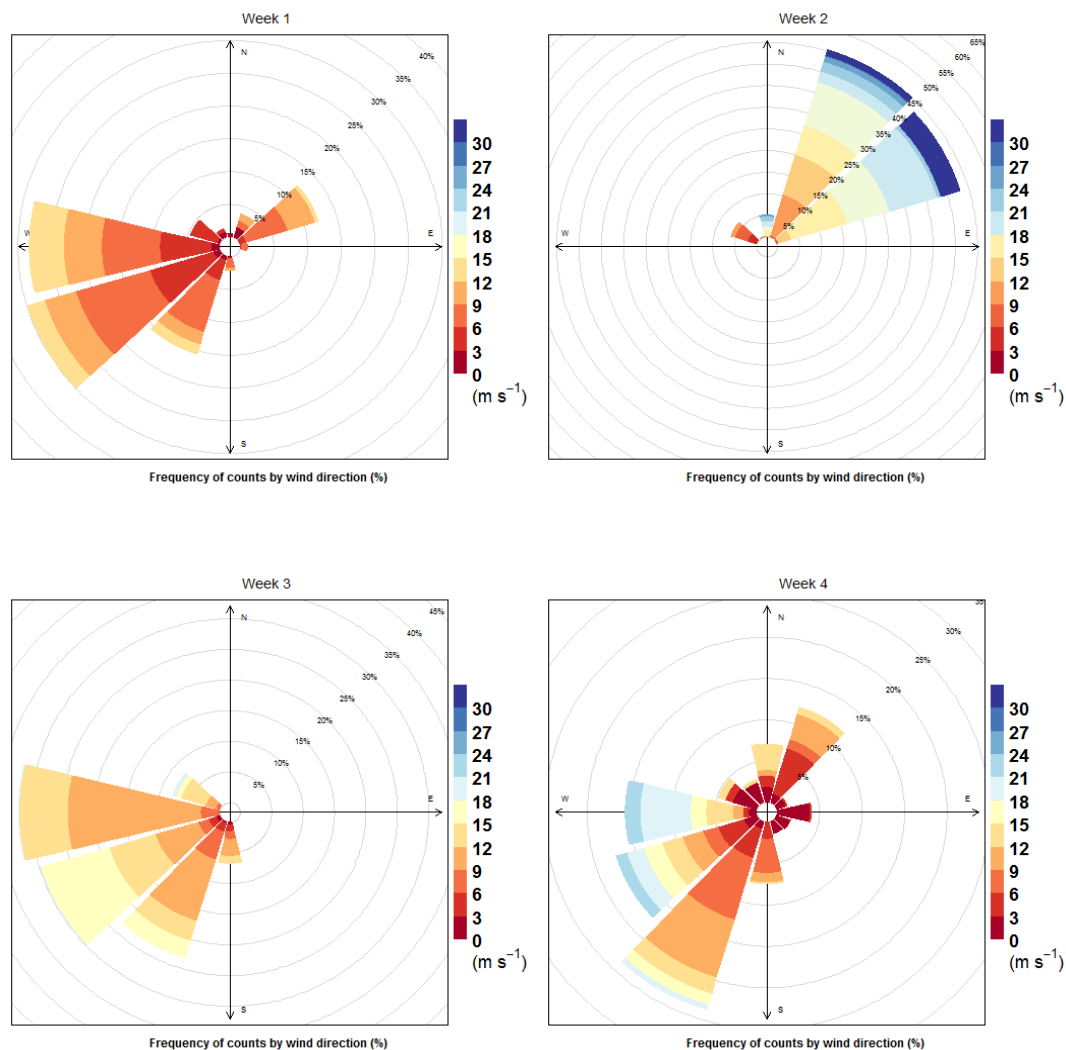 Week 1
N
40%
35%
30%
25%
20%
15%
10%
5%
W
E
S
30
27
24
21
18
15
12
9
6
3
0
(m s⁻¹)
Frequency of counts by wind direction (%)
Week 2
N
65%
60%
55%
50%
45%
40%
35%
30%
25%
20%
15%
10%
5%
W
E
S
30
27
24
21
18
15
12
9
6
3
0
(m s⁻¹)
Frequency of counts by wind direction (%)
Week 3
N
45%
40%
35%
30%
25%
20%
15%
10%
5%
E
S
30
27
24
21
18
15
12
9
6
3
0
(m s⁻¹)
Frequency of counts by wind direction (%)
Week 4
N
30%
25%
20%
15%
10%
5%
W
E
S
30
27
24
21
18
15
12
9
6
3
0
(m s⁻¹)
Frequency of counts by wind direction (%)